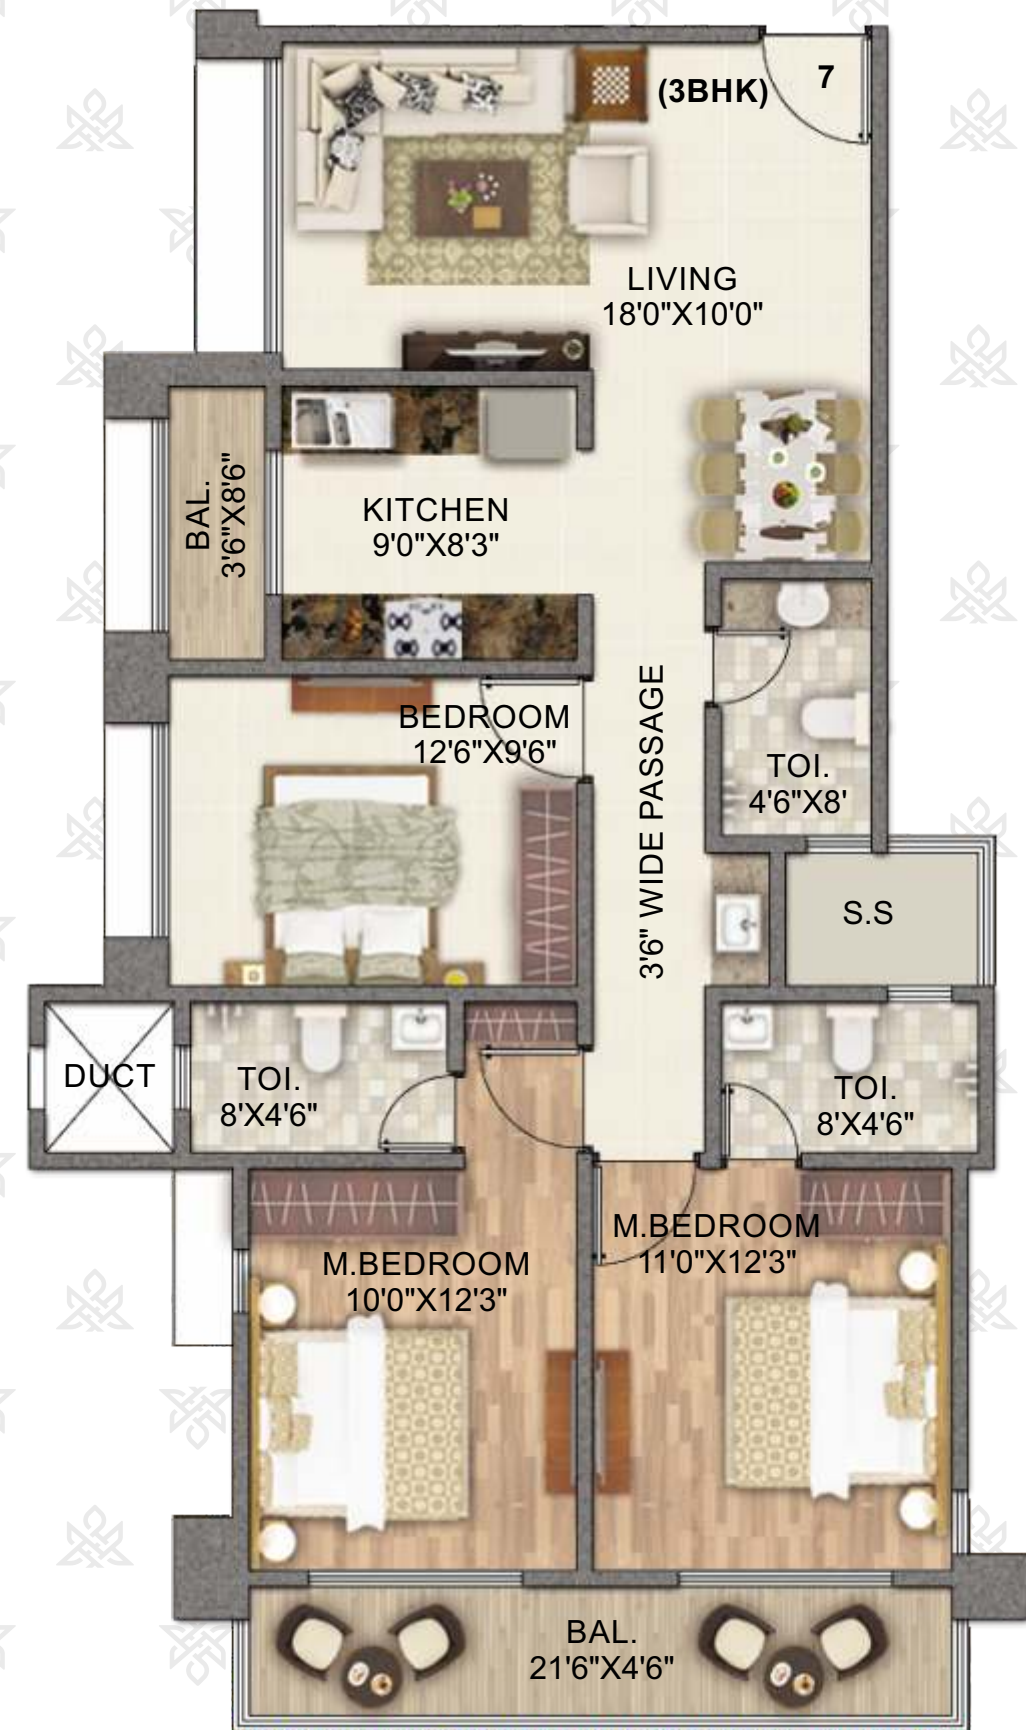 (3BHK)
7
LIVING
18'0"X10'0"
BAL.
3'6"X8'6"
KITCHEN
9'0"X8'3"
BEDROOM
12'6"X9'6"
3'6" WIDE PASSAGE
TOI.
4'6"X8'
S.S
DUCT
TOI.
8'X4'6"
TOI.
8'X4'6"
M.BEDROOM
10'0"X12'3"
M.BEDROOM
11'0"X12'3"
BAL.
21'6"X4'6"